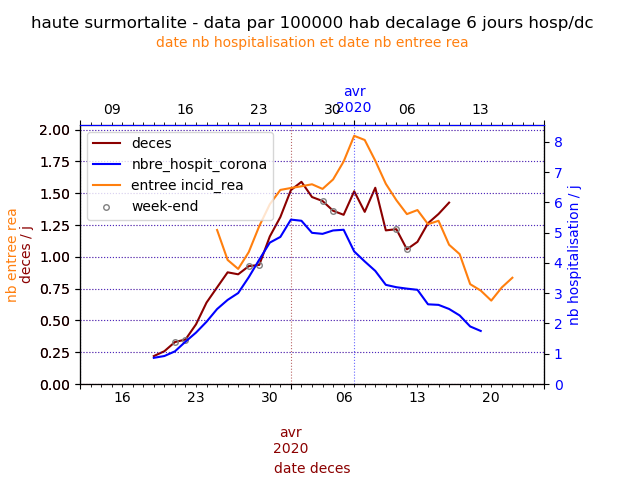 haute surmortalite - data par 100000 hab decalage 6 jours hosp/dc
date nb hospitalisation et date nb entree rea
avr
2020
09 16 23 30 06 13
deces
nbre_hospit_corona
entree incid_rea
week-end
2.00
1.75
1.50
1.25
1.00
0.75
0.50
0.25
0.00
nb entree rea
deces / j
8
7
6
5
4
3
2
1
0
nb hospitalisation / j
16 23 30 06 13 20
avr
2020
date deces